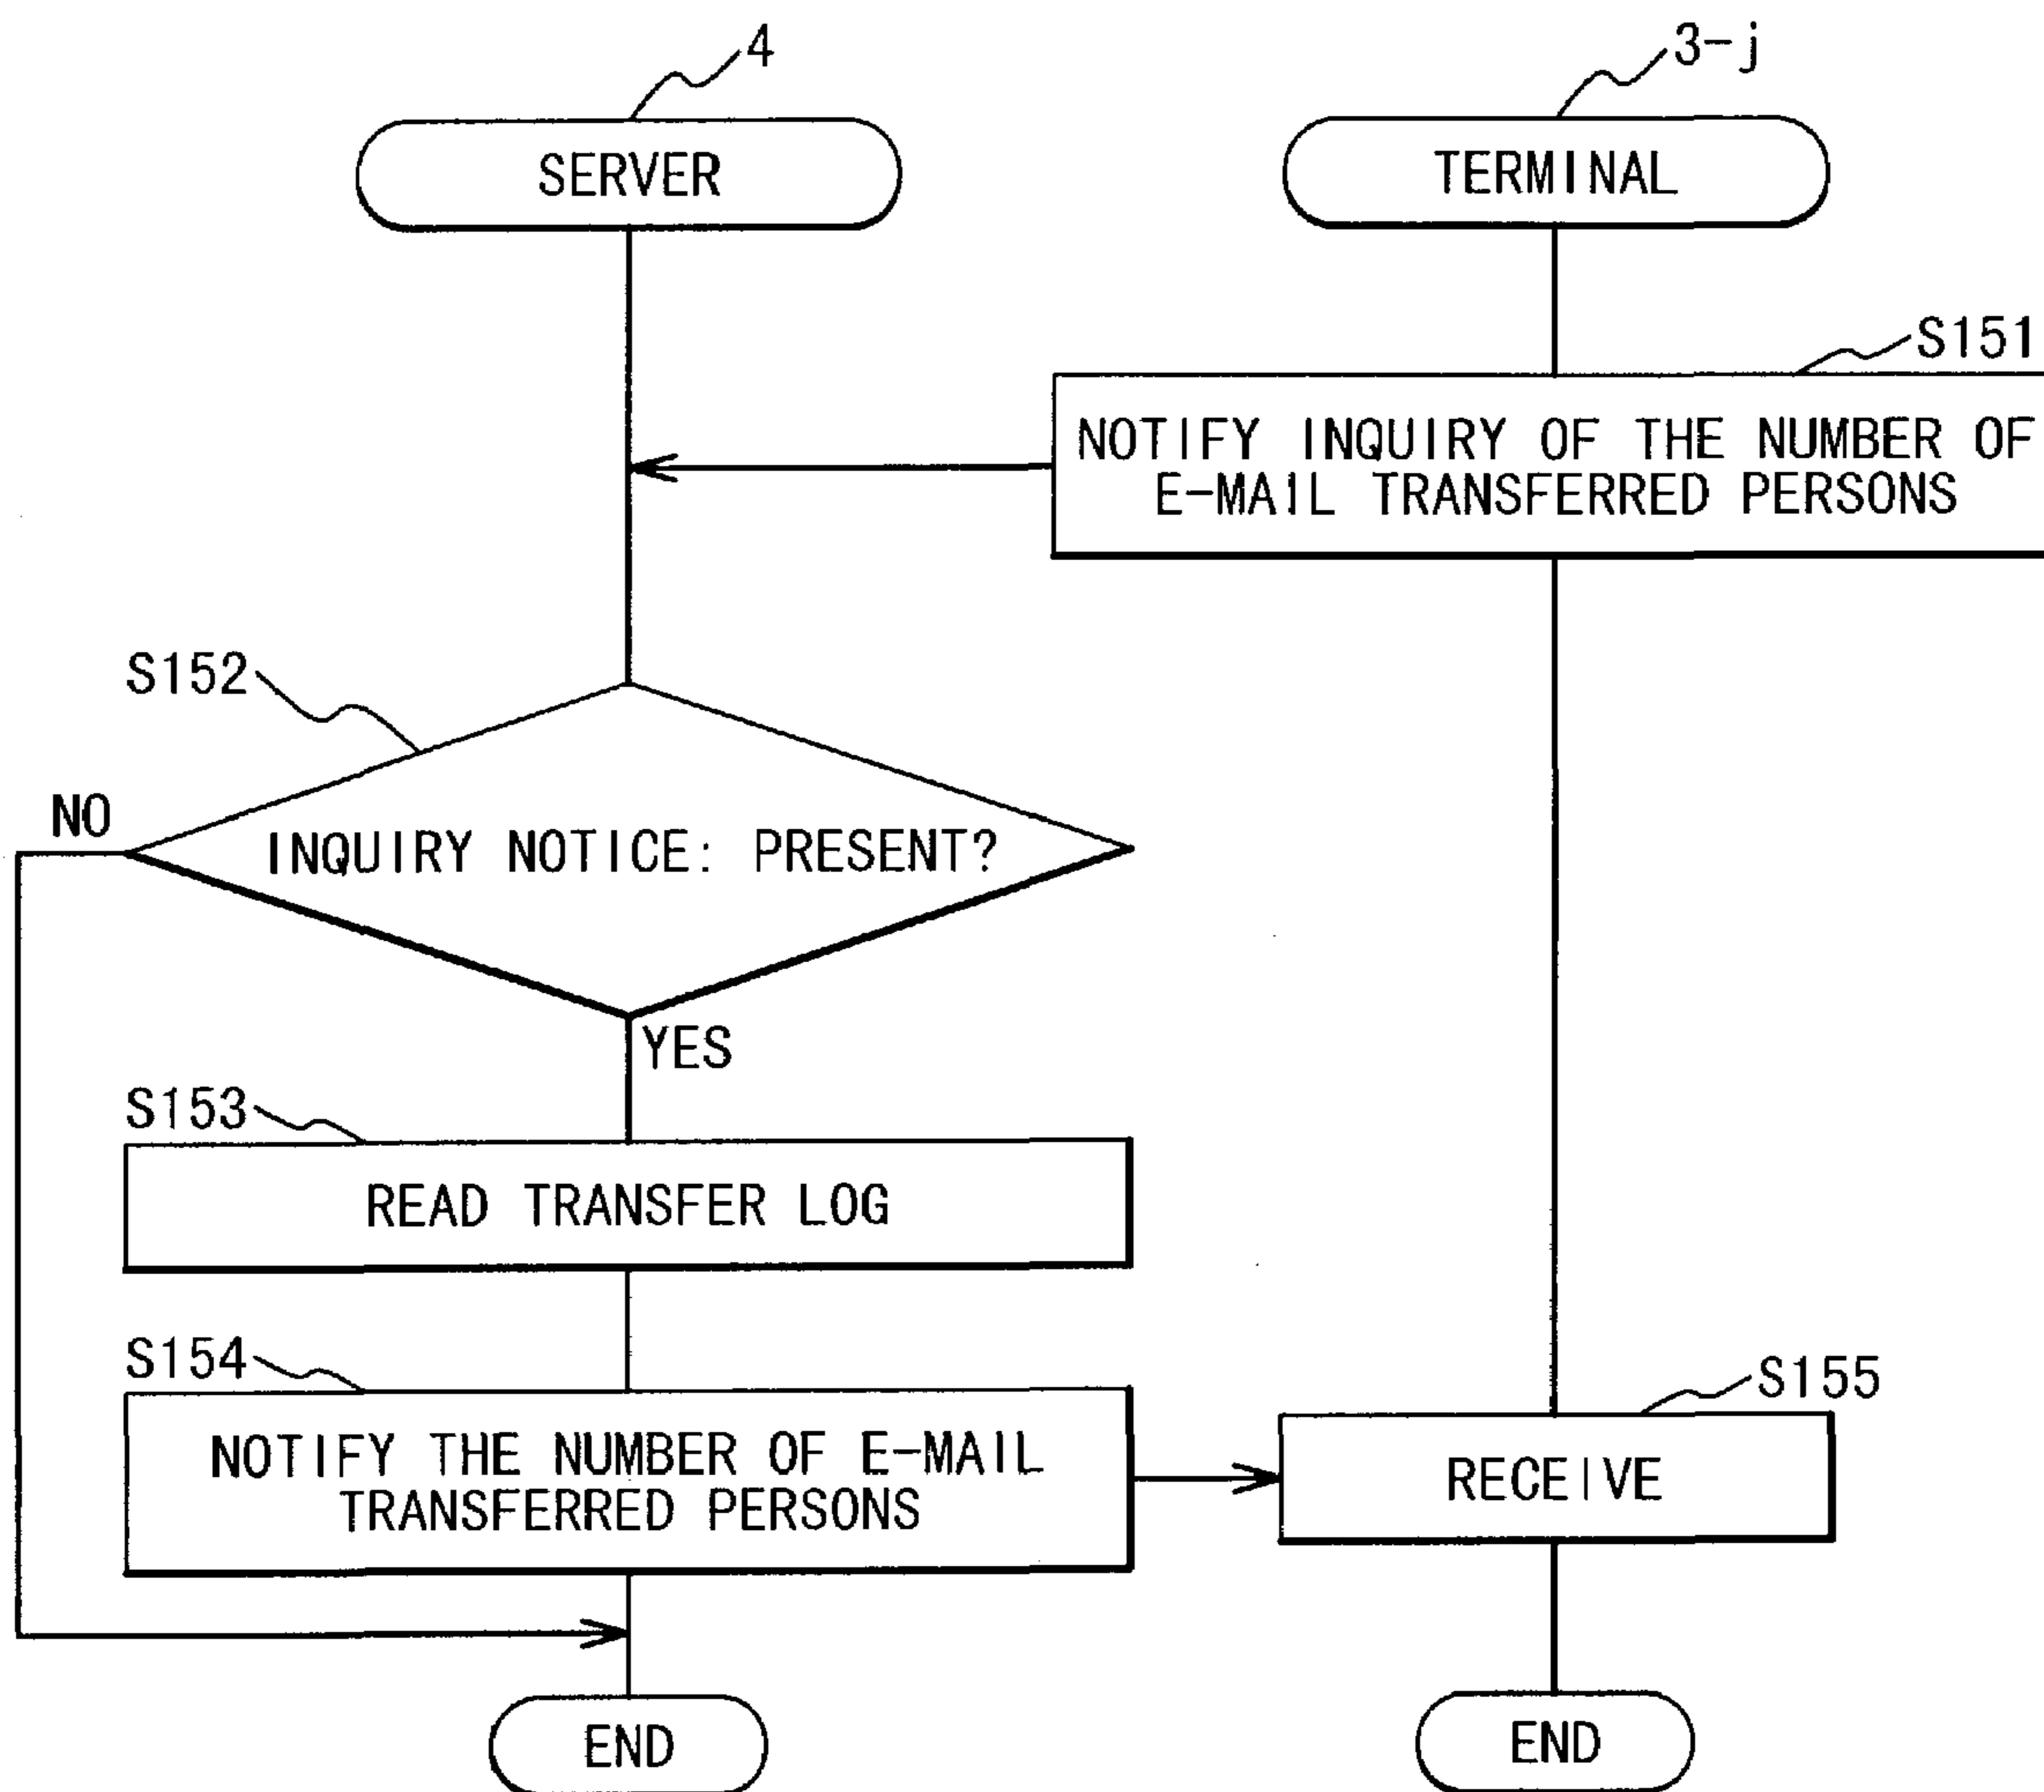 4
3-j
SERVER
TERMINAL
S151
NOTIFY INQUIRY OF THE NUMBER OF
E-MAIL TRANSFERRED PERSONS
S152
NO
INQUIRY NOTICE: PRESENT?
YES
S153
READ TRANSFER LOG
S154
S155
NOTIFY THE NUMBER OF E-MAIL
TRANSFERRED PERSONS
RECEIVE
END
END